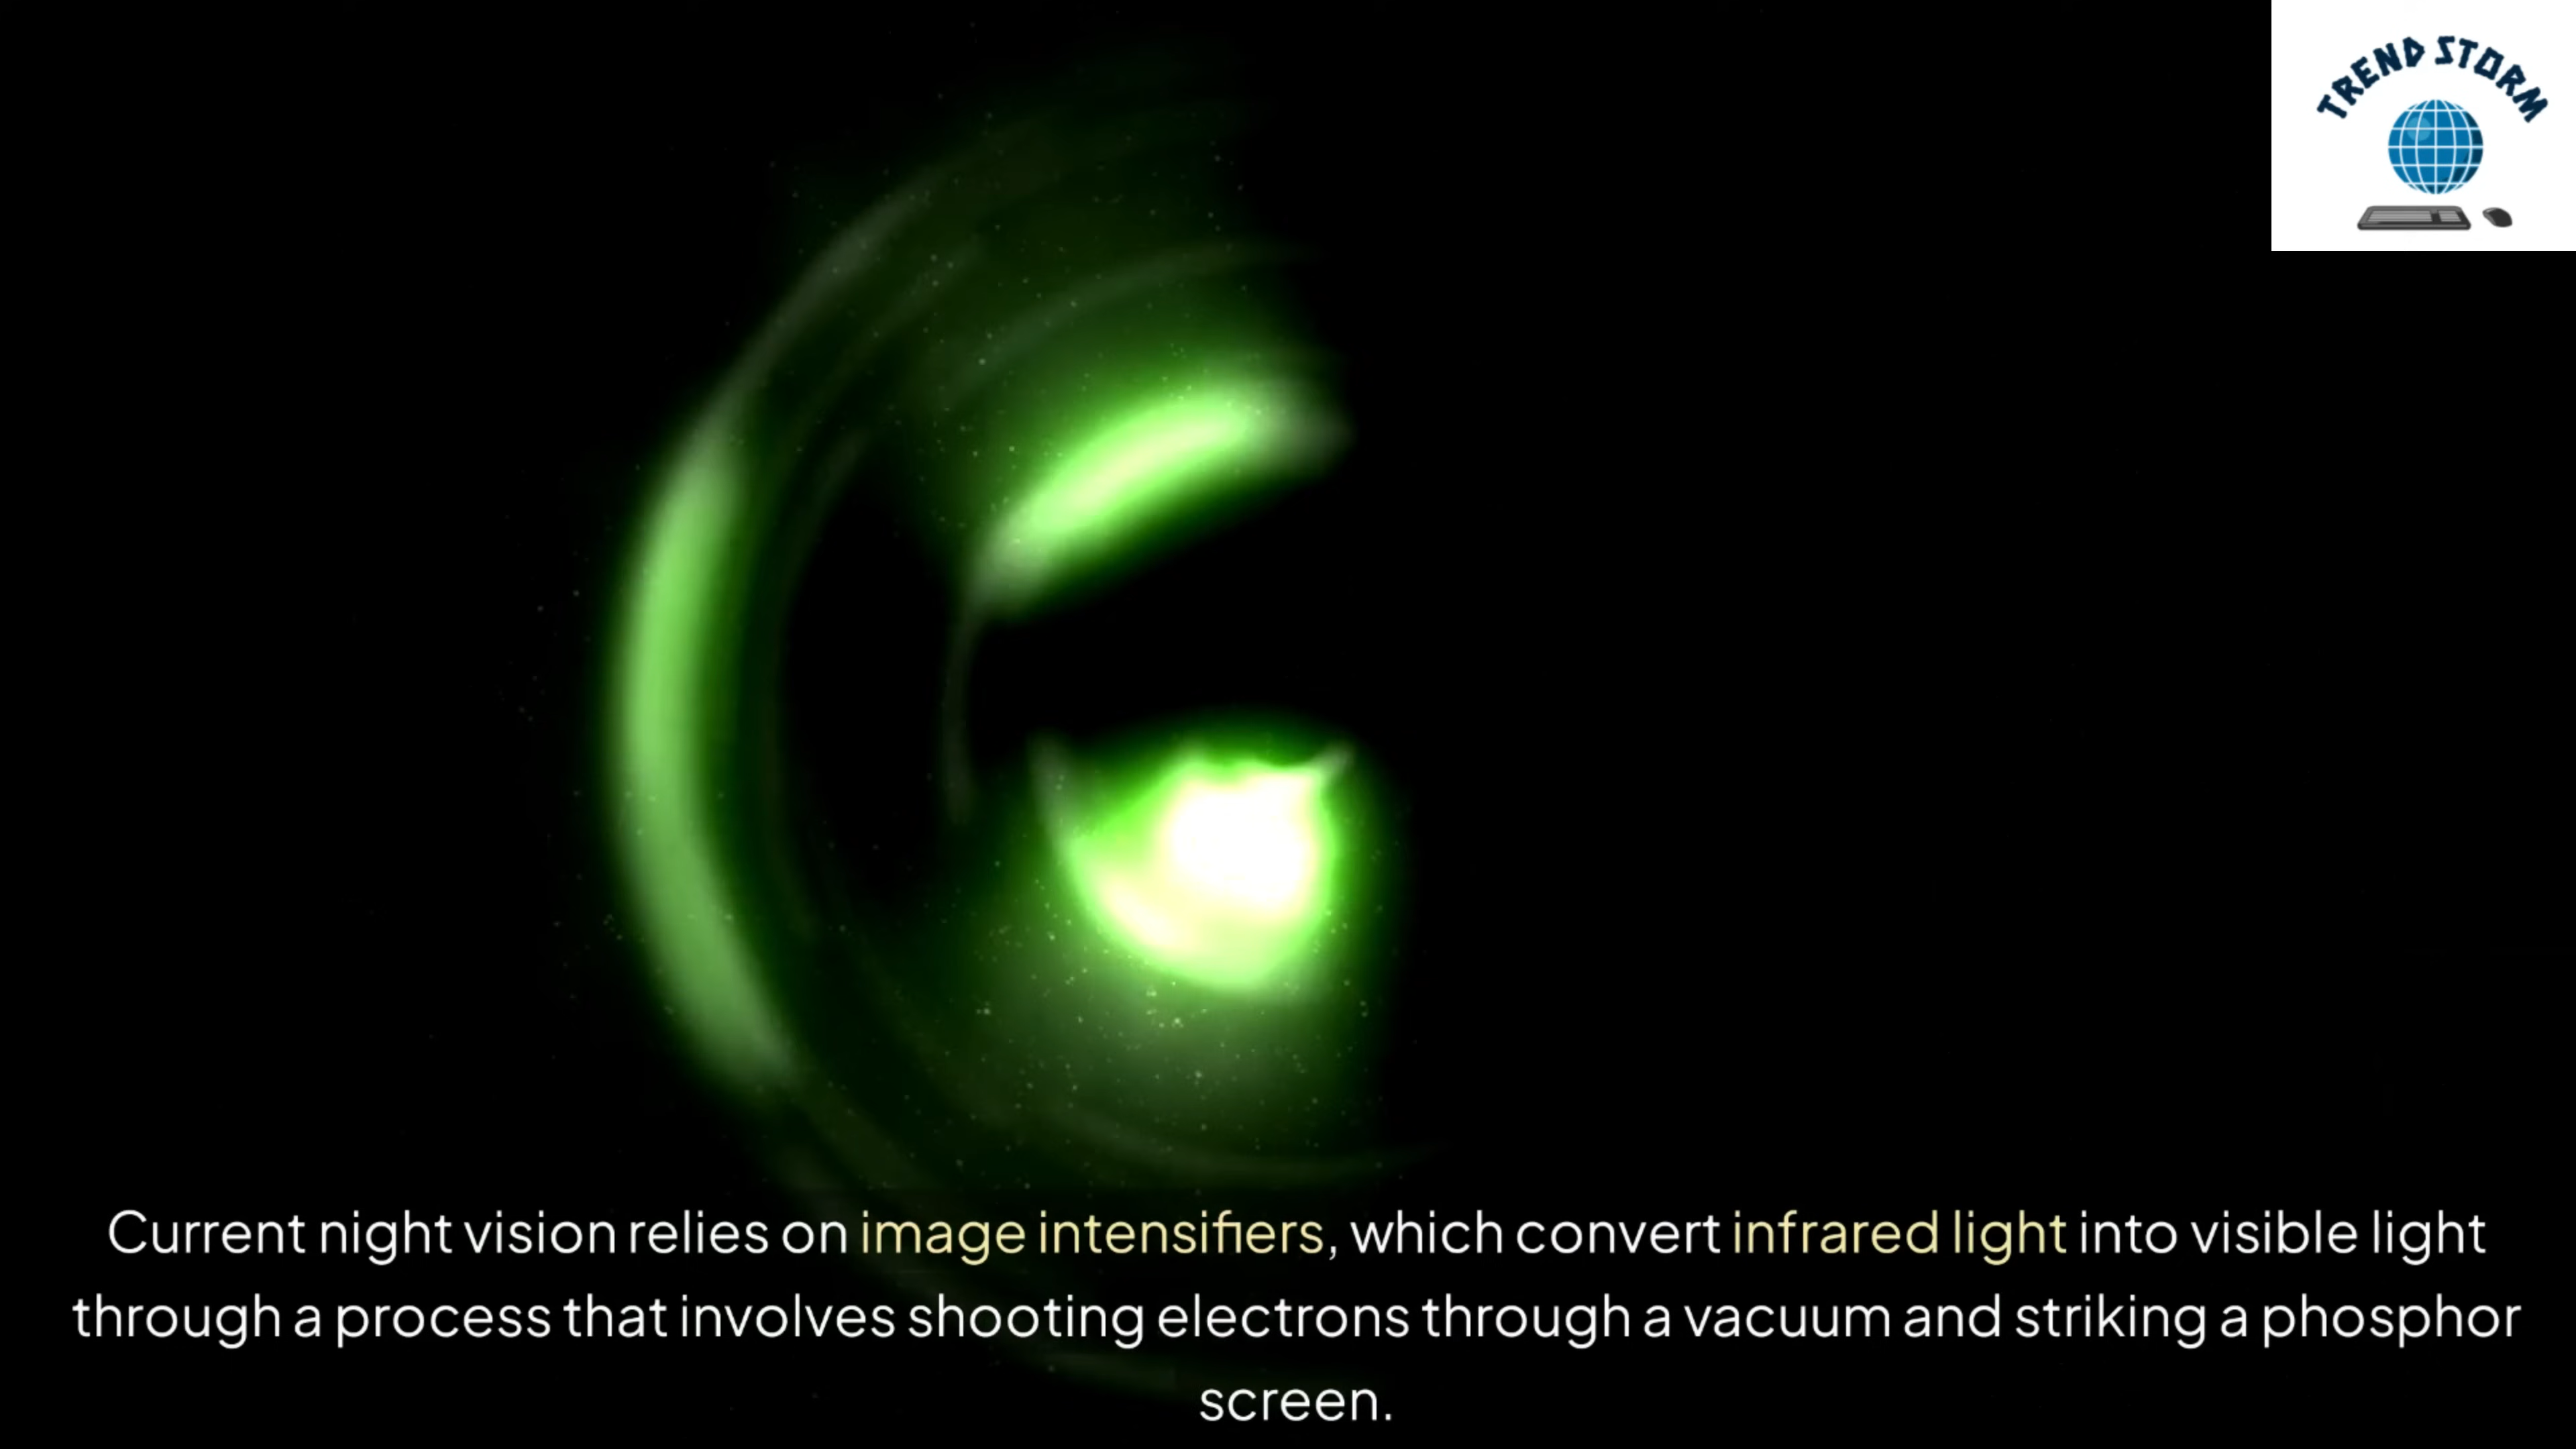 TREND STORM
Current night vision relies on image intensifiers, which convert infrared light into visible light
through a process that involves shooting electrons through a vacuum and striking a phosphor
screen.